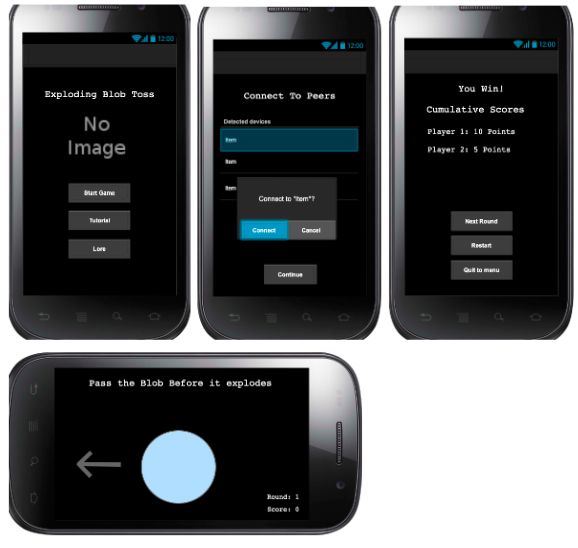 12:00
Exploding Blob Toss
No
Image
Start Game
Tutorial
Lore
12:00
Connect To Peers
Detected devices
Item
Item
Item
Connect to "Item"?
Connect
Cancel
Continue
12:00
You Win!
Cumulative Scores
Player 1: 10 Points
Player 2: 5 Points
Next Round
Restart
Quit to menu
Pass the Blob Before it explodes
Round: 1
Score: 0